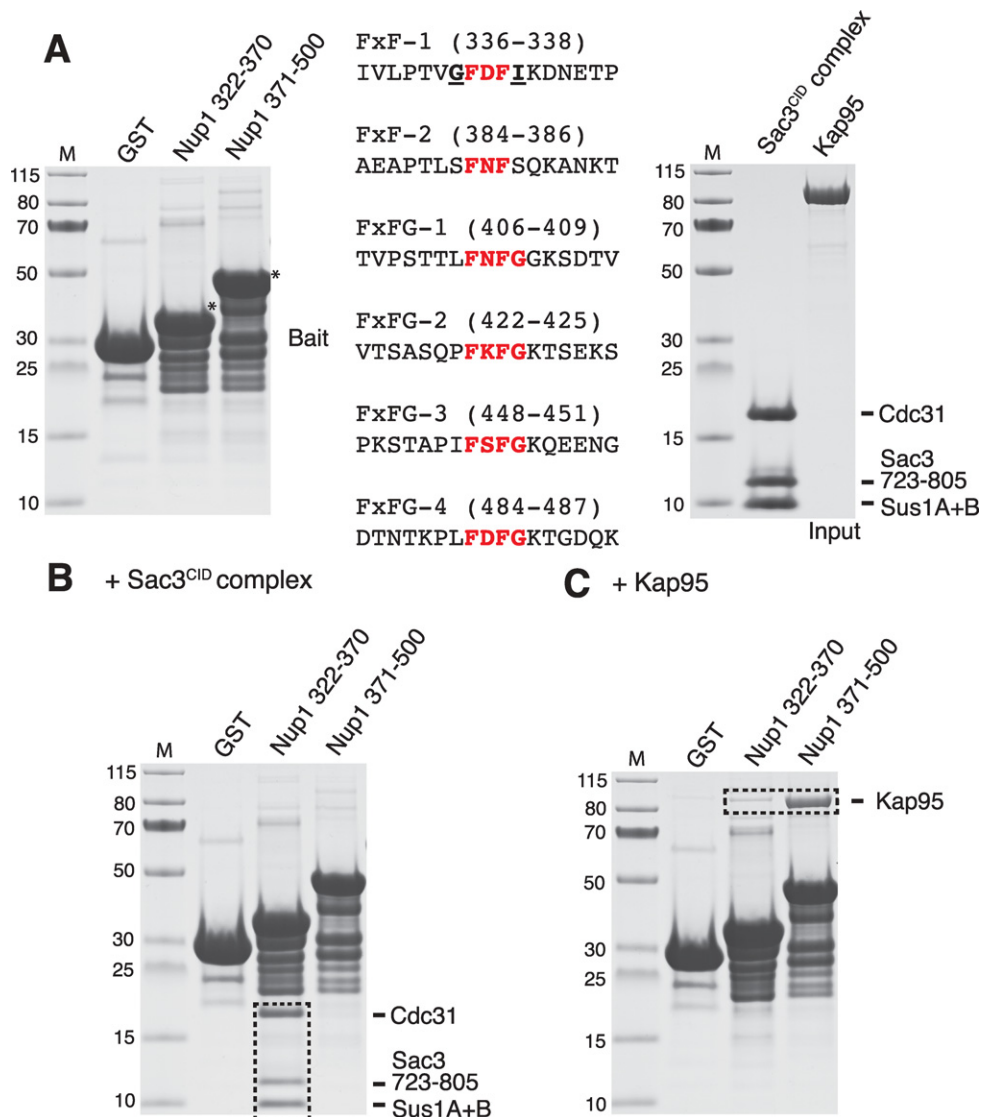 A
M
GST
Nup1 322-370
Nup1 371-500
115
80
70
50
30
25
15
10
*
*
Bait
FxF-1 (336-338)
IVLPTVGFDFIKDNETP
FxF-2 (384-386)
AEAPTLSFNFSQKANKT
FxFG-1 (406-409)
TVPSTTLFNFGGKSDTV
FxFG-2 (422-425)
VTSASQPFKFGKTSEKS
FxFG-3 (448-451)
PKSTAPIFSFGKQEENG
FxFG-4 (484-487)
DTNTKPLFDFGKTGDQK
M
Sac3CID complex
Kap95
115
80
70
50
30
25
15
10
Cdc31
Sac3
723-805
Sus1A+B
Input
B + Sac3CID complex
M
GST
Nup1 322-370
Nup1 371-500
115
80
70
50
30
25
15
10
Cdc31
Sac3
723-805
Sus1A+B
C + Kap95
M
GST
Nup1 322-370
Nup1 371-500
115
80
70
50
30
25
15
10
Kap95